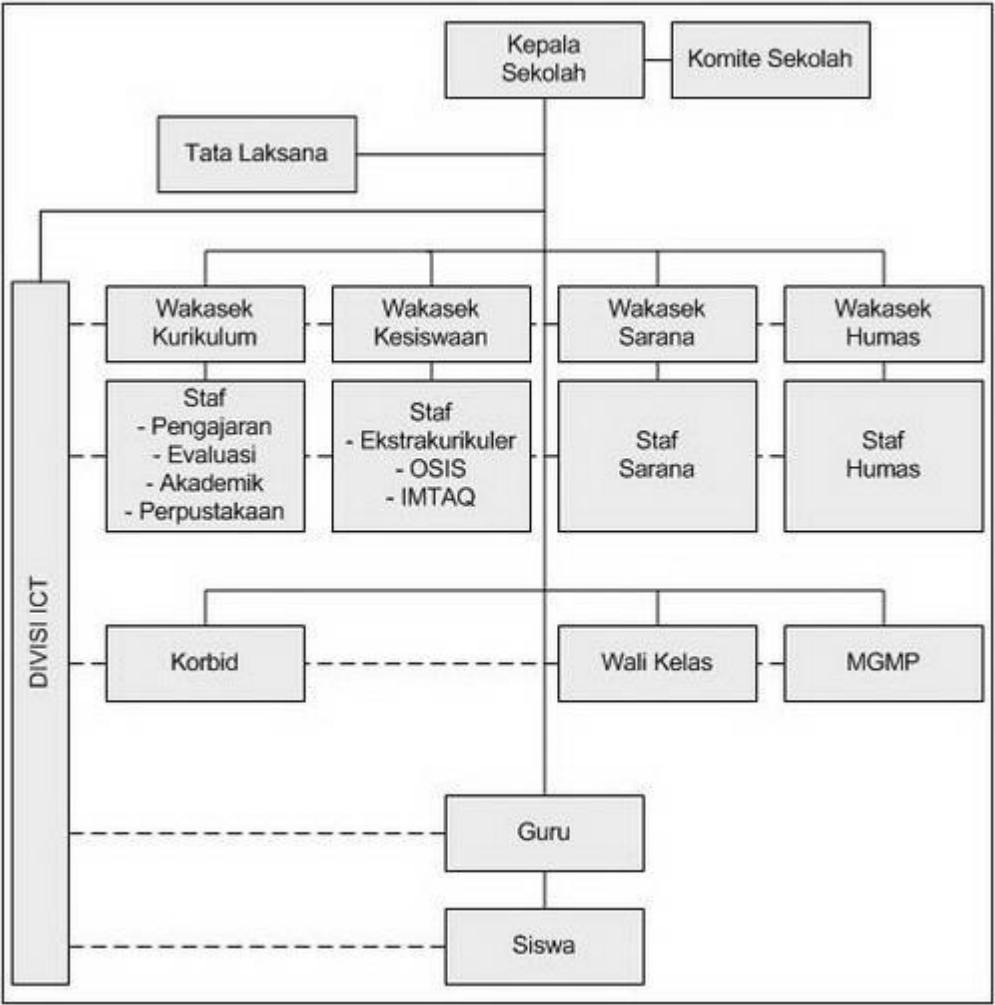 Kepala
Sekolah
Komite Sekolah
Tata Laksana
Wakasek
Kurikulum
Wakasek
Kesiswaan
Wakasek
Sarana
Wakasek
Humas
Staf
- Pengajaran
- Evaluasi
- Akademik
- Perpustakaan
Staf
- Ekstrakurikuler
- OSIS
- IMTAQ
Staf
Sarana
Staf
Humas
DIVISI ICT
Korbid
Wali Kelas
MGMP
Guru
Siswa